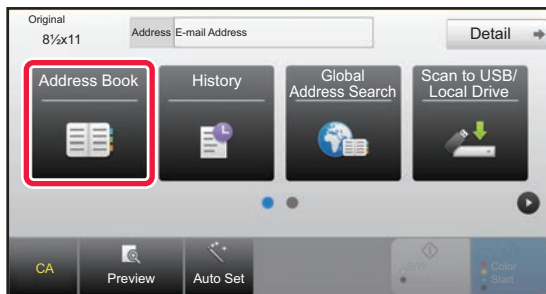 Original
8½x11
Address E-mail Address
Detail
Address Book
History
Global
Address Search
Scan to USB/
Local Drive
CA
Preview
Auto Set
Color
Start